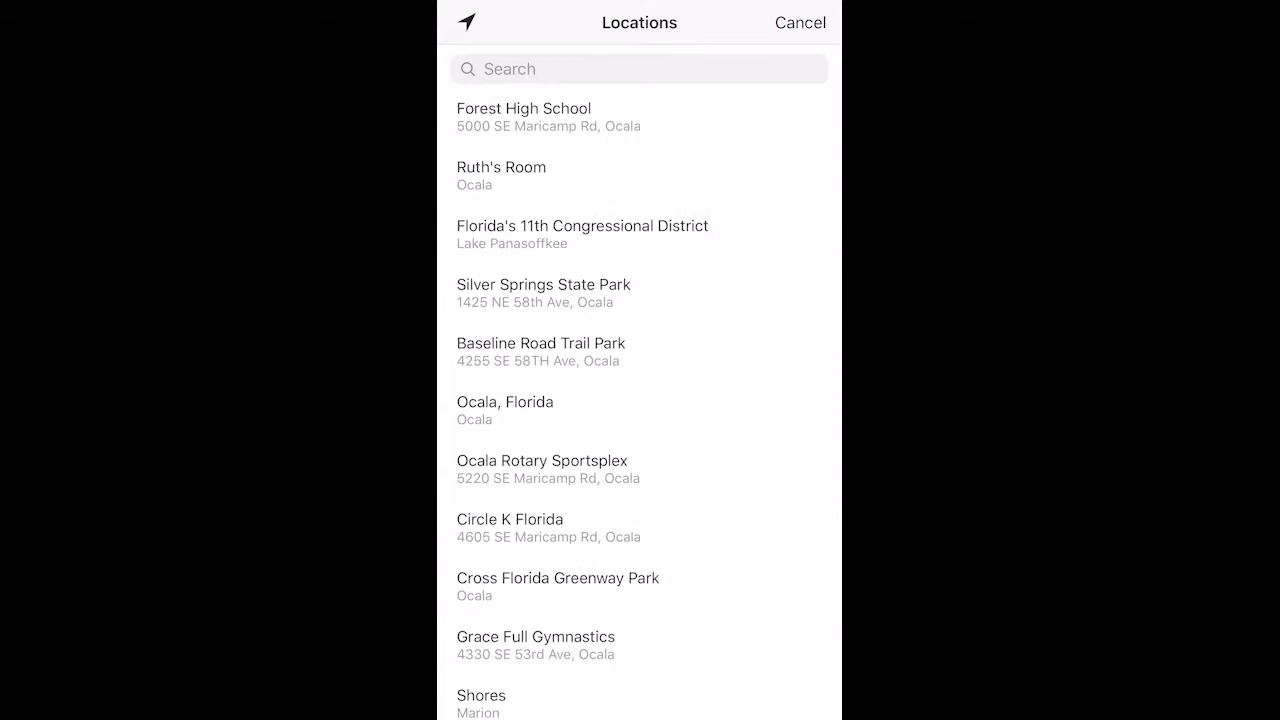 Locations
Cancel
Search
Forest High School
5000 SE Maricamp Rd, Ocala
Ruth's Room
Ocala
Florida's 11th Congressional District
Lake Panasoffkee
Silver Springs State Park
1425 NE 58th Ave, Ocala
Baseline Road Trail Park
4255 SE 58TH Ave, Ocala
Ocala, Florida
Ocala
Ocala Rotary Sportsplex
5220 SE Maricamp Rd, Ocala
Circle K Florida
4605 SE Maricamp Rd, Ocala
Cross Florida Greenway Park
Ocala
Grace Full Gymnastics
4330 SE 53rd Ave, Ocala
Shores
Marion